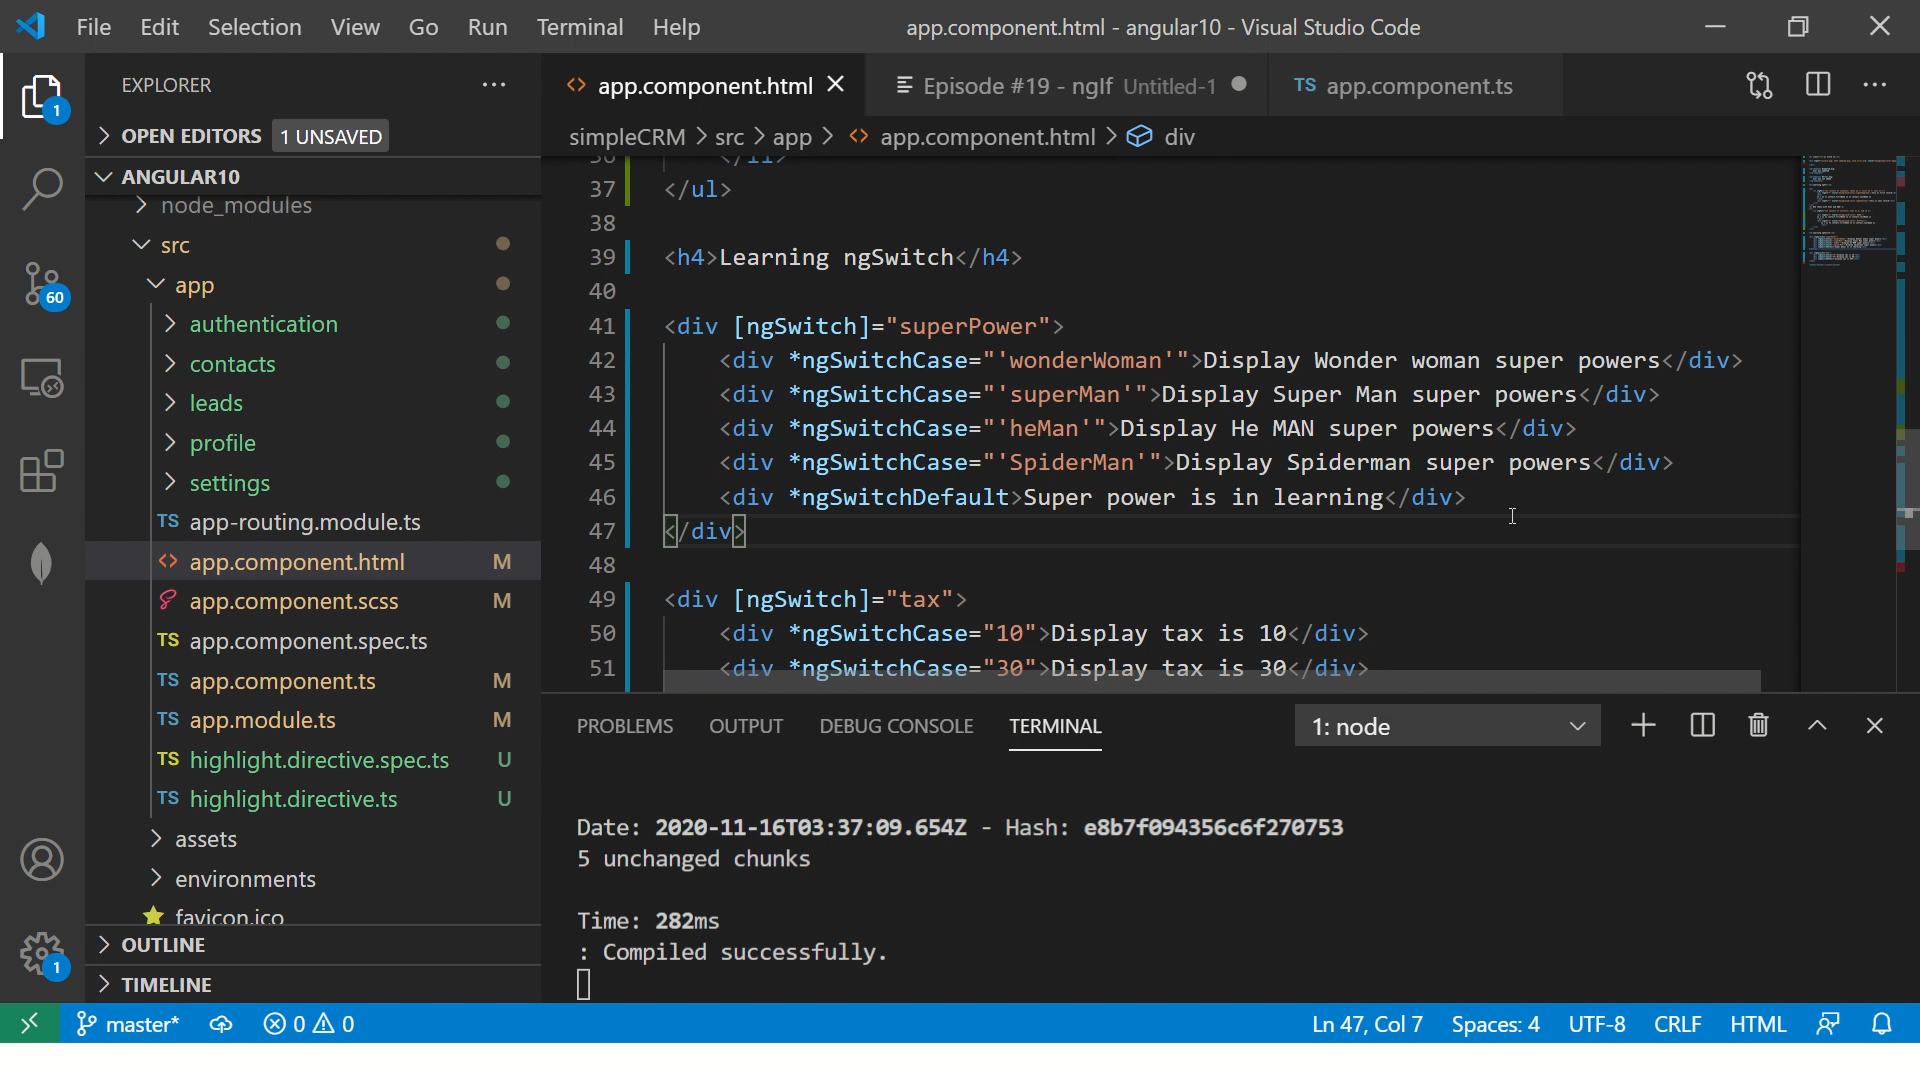 File Edit Selection View Go Run Terminal Help
app.component.html - angular10 - Visual Studio Code
EXPLORER
OPEN EDITORS 1 UNSAVED
ANGULAR10
node_modules
src
app
authentication
contacts
leads
profile
settings
TS app-routing.module.ts
<> app.component.html M
app.component.scss M
TS app.component.spec.ts
TS app.component.ts M
TS app.module.ts M
TS highlight.directive.spec.ts U
TS highlight.directive.ts U
assets
environments
favicon.ico
OUTLINE
TIMELINE
1
60
1
<> app.component.html
Episode #19 - ngIf Untitled-1
TS app.component.ts
simpleCRM > src > app > <> app.component.html > div
36 </li>
37 </ul>
38
39 <h4>Learning ngSwitch</h4>
40
41 <div [ngSwitch]="superPower">
42 <div *ngSwitchCase="'wonderWoman'">Display Wonder woman super powers</div>
43 <div *ngSwitchCase="'superMan'">Display Super Man super powers</div>
44 <div *ngSwitchCase="'heMan'">Display He MAN super powers</div>
45 <div *ngSwitchCase="'SpiderMan'">Display Spiderman super powers</div>
46 <div *ngSwitchDefault>Super power is in learning</div>
47 </div>
48
49 <div [ngSwitch]="tax">
50 <div *ngSwitchCase="10">Display tax is 10</div>
51 <div *ngSwitchCase="30">Display tax is 30</div>
PROBLEMS OUTPUT DEBUG CONSOLE TERMINAL
1: node
Date: 2020-11-16T03:37:09.654Z - Hash: e8b7f094356c6f270753
5 unchanged chunks
Time: 282ms
: Compiled successfully.
master* 0 0
Ln 47, Col 7 Spaces: 4 UTF-8 CRLF HTML